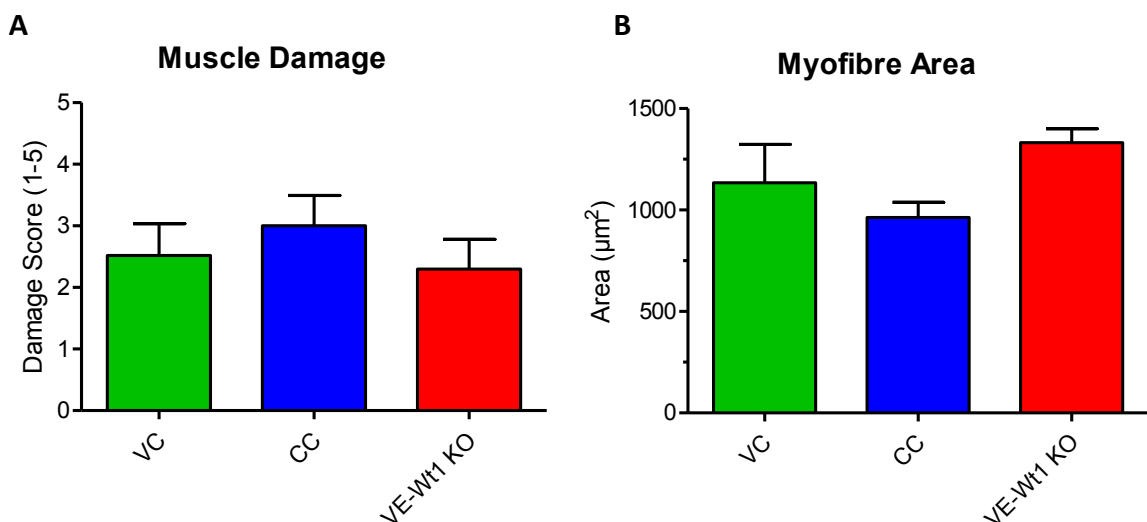 A
Muscle Damage
Damage Score (1-5)
5
4
3
2
1
0
VC
CC
VE-Wt1 KO
B
Myofibre Area
Area (µm²)
1500
1000
500
0
VC
CC
VE-Wt1 KO